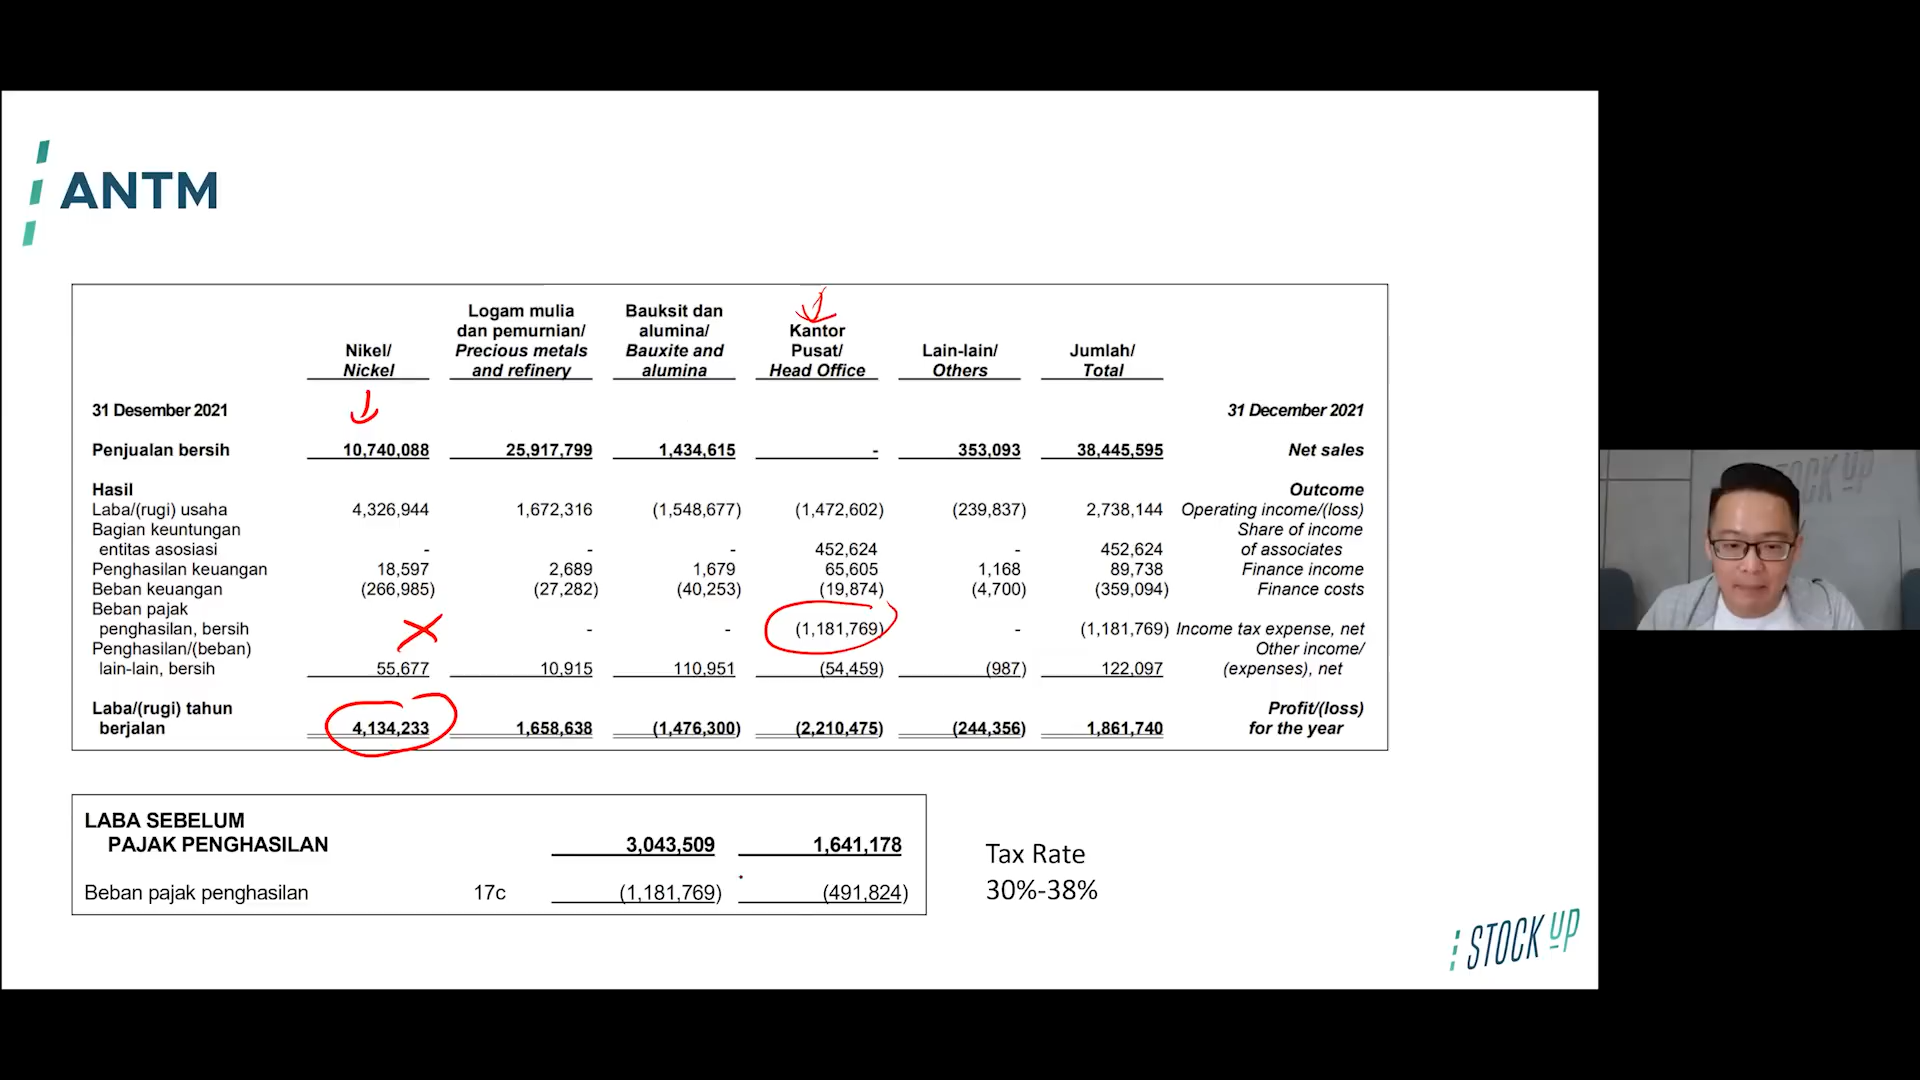 ANTM
Logam mulia Bauksit dan
dan pemurnian/ alumina/ Kantor
Nikel/ Precious metals Bauxite and Pusat/ Lain-lain/ Jumlah/
Nickel and refinery alumina Head Office Others Total
31 Desember 2021 31 December 2021
Penjualan bersih 10,740,088 25,917,799 1,434,615 - 353,093 38,445,595 Net sales
Hasil Outcome
Laba/(rugi) usaha 4,326,944 1,672,316 (1,548,677) (1,472,602) (239,837) 2,738,144 Operating income/(loss)
Bagian keuntungan Share of income
entitas asosiasi - - - 452,624 - 452,624 of associates
Penghasilan keuangan 18,597 2,689 1,679 65,605 1,168 89,738 Finance income
Beban keuangan (266,985) (27,282) (40,253) (19,874) (4,700) (359,094) Finance costs
Beban pajak
penghasilan, bersih - - (1,181,769) - (1,181,769) Income tax expense, net
Penghasilan/(beban) Other income/
lain-lain, bersih 55,677 10,915 110,951 (54,459) (987) 122,097 (expenses), net
Laba/(rugi) tahun Profit/(loss)
berjalan 4,134,233 1,658,638 (1,476,300) (2,210,475) (244,356) 1,861,740 for the year
LABA SEBELUM
PAJAK PENGHASILAN 3,043,509 1,641,178
Beban pajak penghasilan 17c (1,181,769) (491,824)
Tax Rate
30%-38%
STOCK UP
STOCK UP